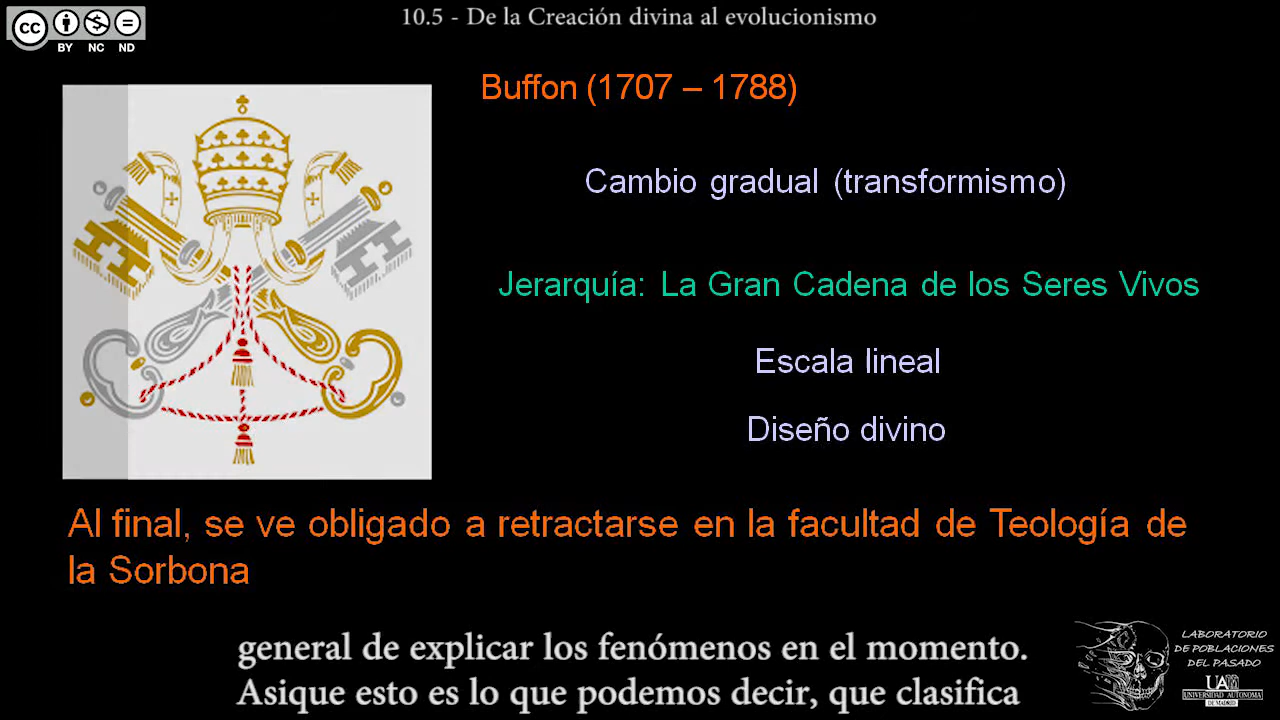 10.5 - De la Creación divina al evolucionismo
cc
BY NC ND
Buffon (1707 – 1788)
Cambio gradual (transformismo)
Jerarquía: La Gran Cadena de los Seres Vivos
Escala lineal
Diseño divino
Al final, se ve obligado a retractarse en la facultad de Teología de
la Sorbona
general de explicar los fenómenos en el momento.
Asique esto es lo que podemos decir, que clasifica
LABORATORIO
DE POBLACIONES
DEL PASADO
UAM
UNIVERSIDAD AUTONOMA
DE MADRID